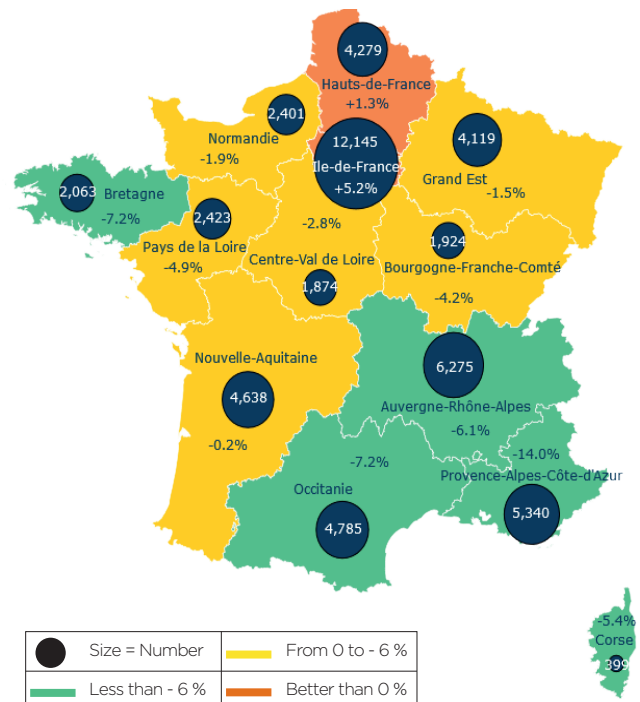 4,279
Hauts-de-France
+1.3%
2,401
Normandie
-1.9%
12,145
Ile-de-France
+5.2%
4,119
Grand Est
-1.5%
2,063
Bretagne
-7.2%
2,423
Pays de la Loire
-4.9%
-2.8%
Centre-Val de Loire
1,874
1,924
Bourgogne-Franche-Comté
-4.2%
Nouvelle-Aquitaine
4,638
-0.2%
6,275
Auvergne-Rhône-Alpes
-6.1%
-7.2%
Occitanie
4,785
-14.0%
Provence-Alpes-Côte-d'Azur
5,340
-5.4%
Corse
399
Size = Number
From 0 to - 6 %
Less than - 6 %
Better than 0 %